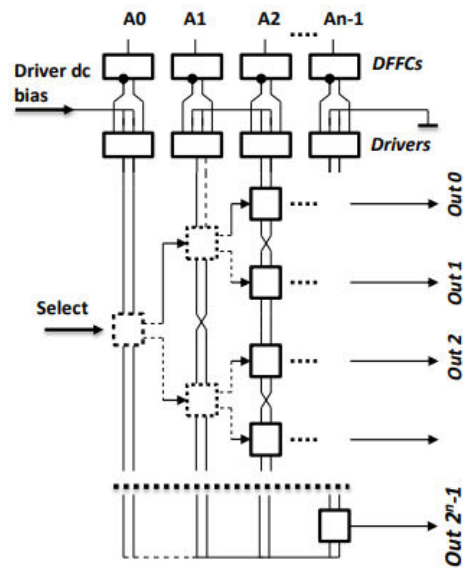 A0 A1 A2 An-1
DFFCs
Driver dc
bias
Drivers
Out 0
Out 1
Select
Out 2
Out 2ⁿ-1